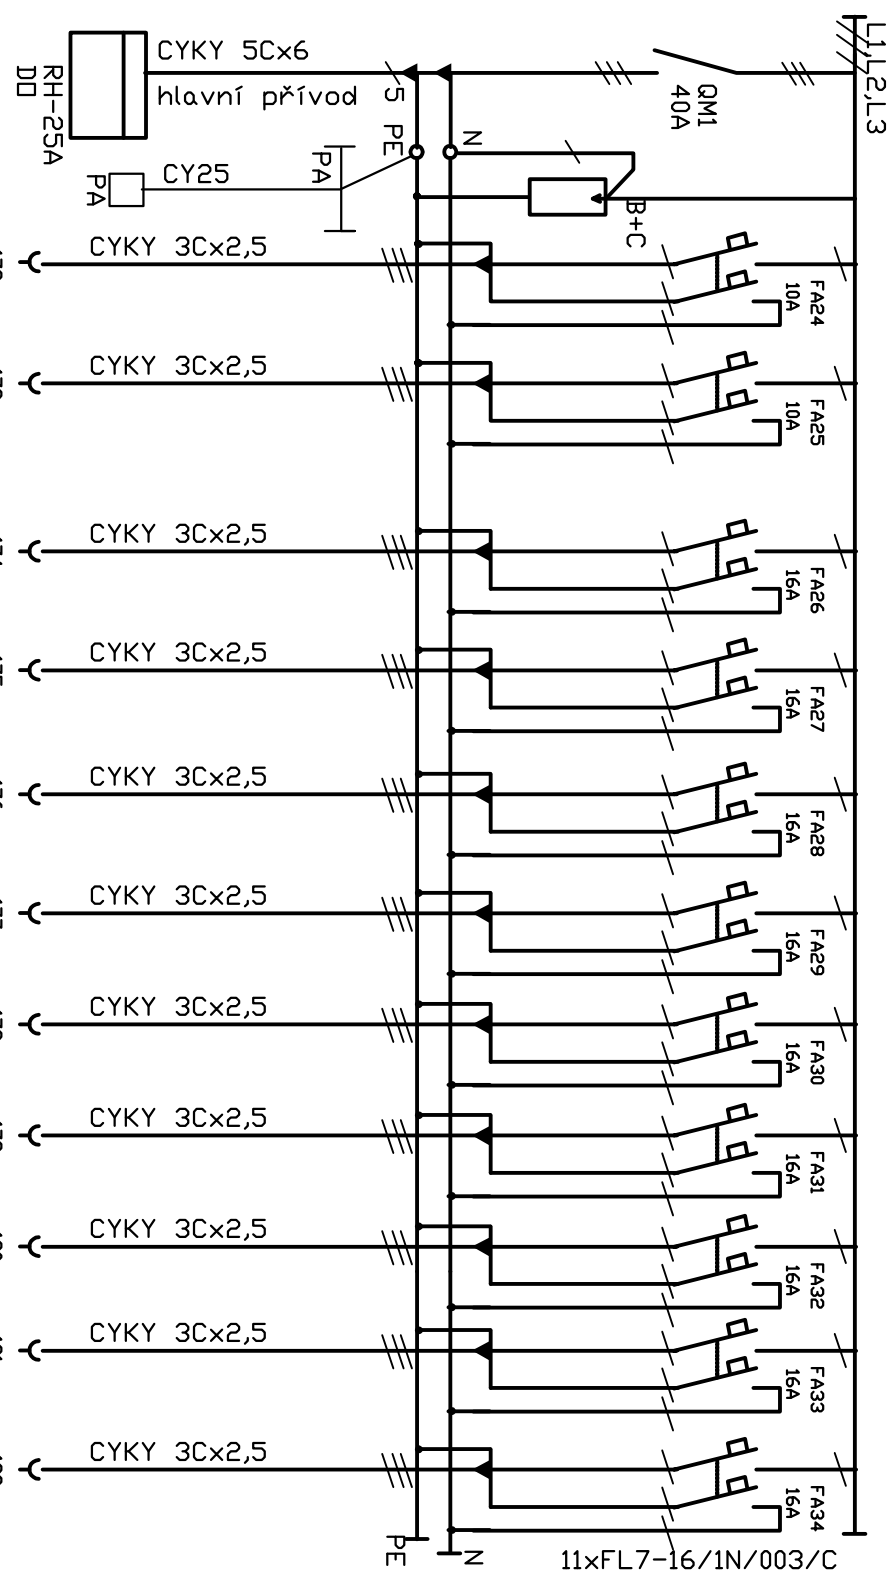 L1,L2,L3
CYKY 5Cx6
hlavní přívod
5
QM1
40A
RH-25A
DO
PE
N
PA
CY25
PA
B+C
CYKY 3Cx2,5
FA24
10A
CYKY 3Cx2,5
FA25
10A
CYKY 3Cx2,5
FA26
16A
CYKY 3Cx2,5
FA27
16A
CYKY 3Cx2,5
FA28
16A
CYKY 3Cx2,5
FA29
16A
CYKY 3Cx2,5
FA30
16A
CYKY 3Cx2,5
FA31
16A
CYKY 3Cx2,5
FA32
16A
CYKY 3Cx2,5
FA33
16A
CYKY 3Cx2,5
FA34
16A
PE
N
11xFL7-16/1N/003/C